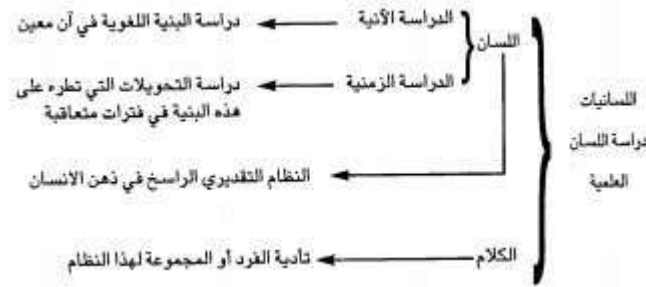 الدراسة الآنية
دراسة البنية اللغوية في آن معين
اللسان
الدراسة الزمنية
دراسة التحويلات التي تطره على
هذه البنية في فترات متعاقبة
اللسانيات
دراسة اللسان
العلمية
النظام التقديري الراسخ في ذهن الانسان
الكلام
تأدية الفرد أو المجموعة لهذا النظام